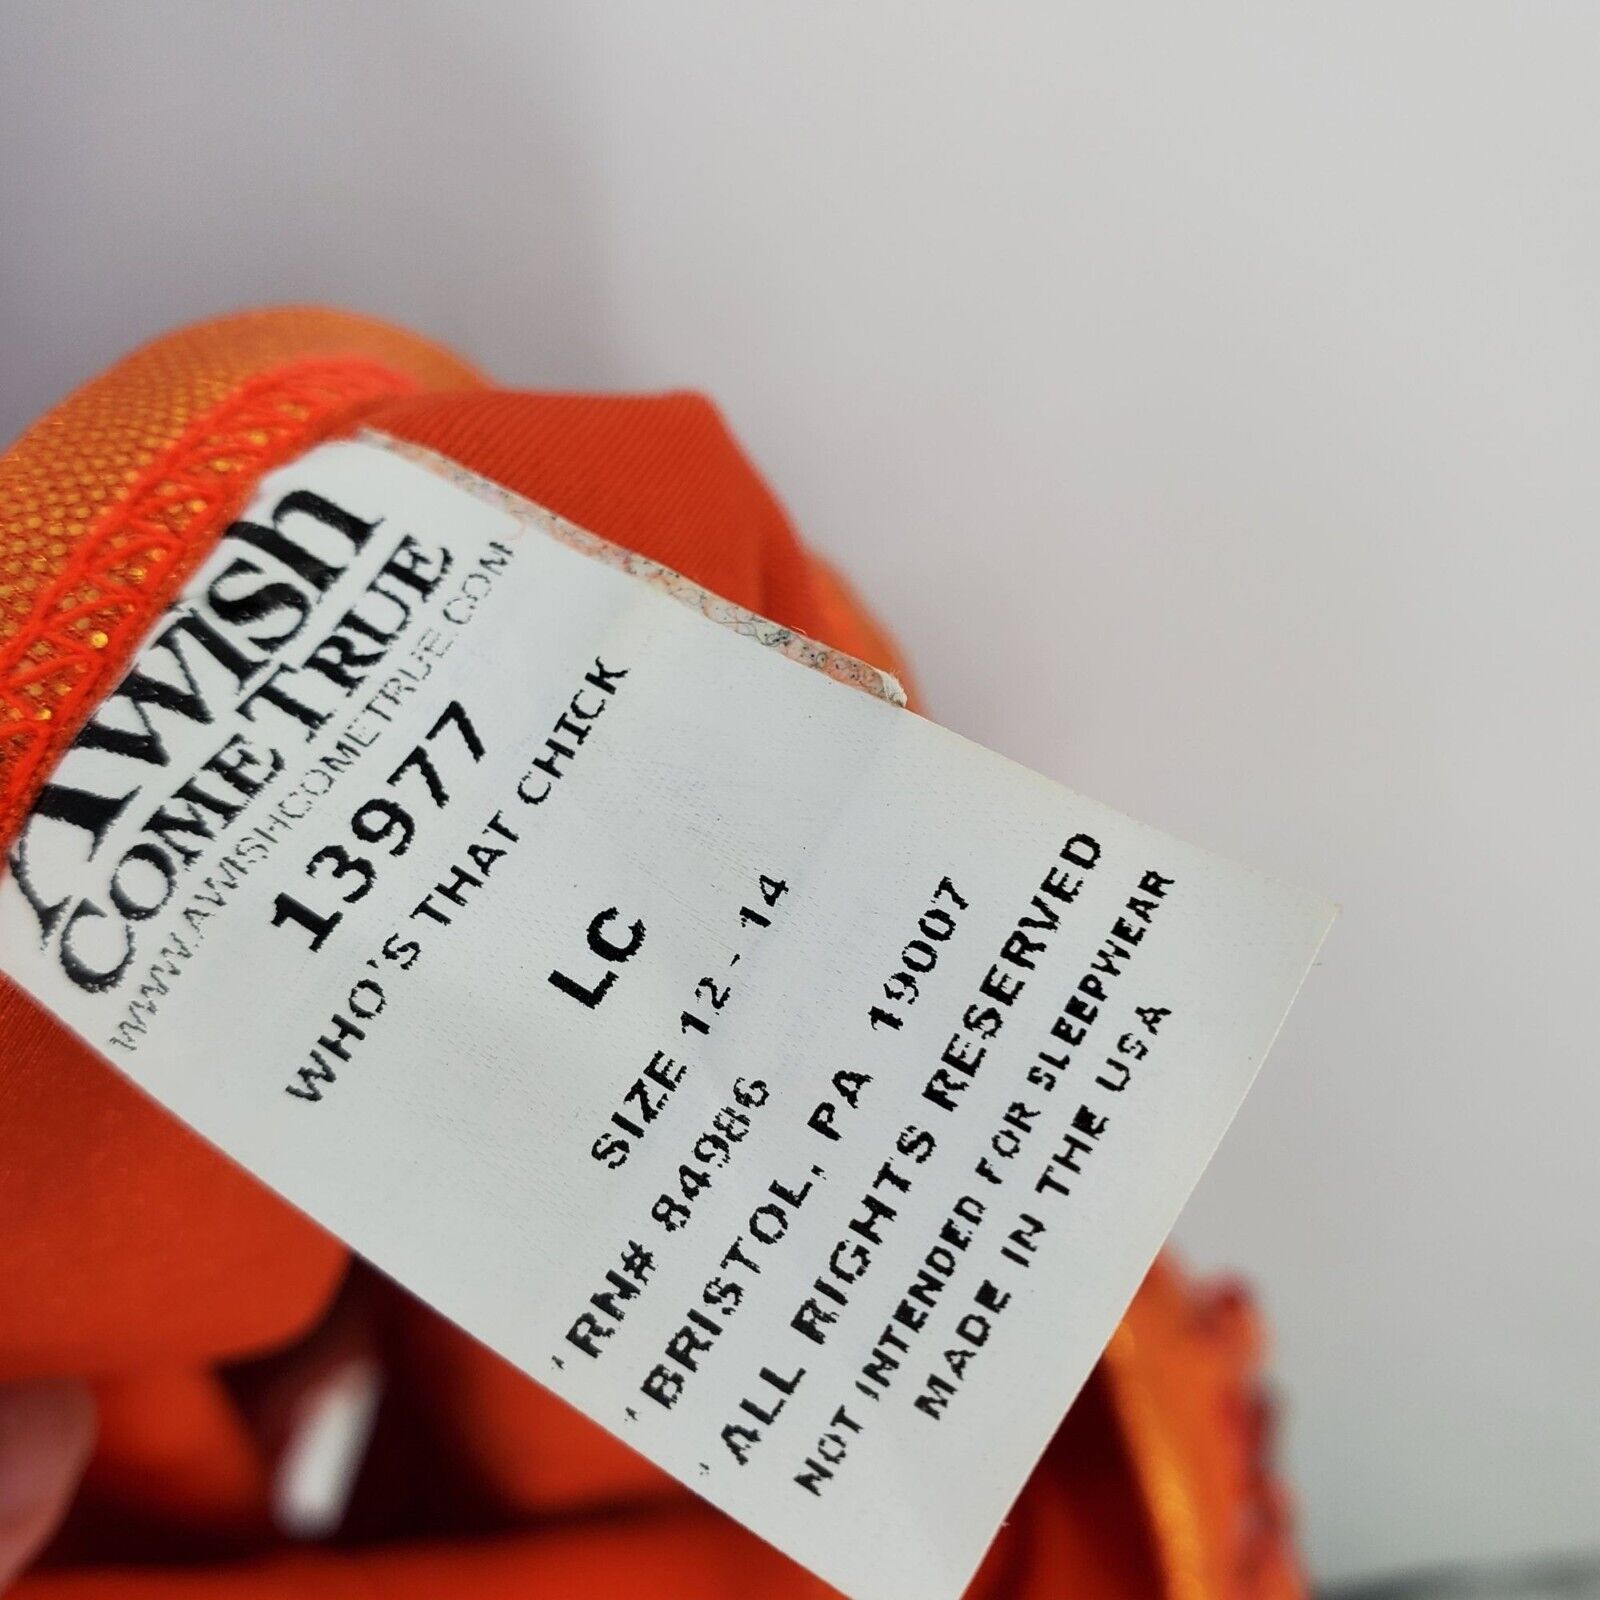 A Wish
COME TRUE
WWW.AWISHCOMETRUE.COM
13977
WHO'S THAT CHICK
LC
SIZE 12-14
RN# 84986
BRISTOL, PA 19007
ALL RIGHTS RESERVED
NOT INTENDED FOR SLEEPWEAR
MADE IN THE USA